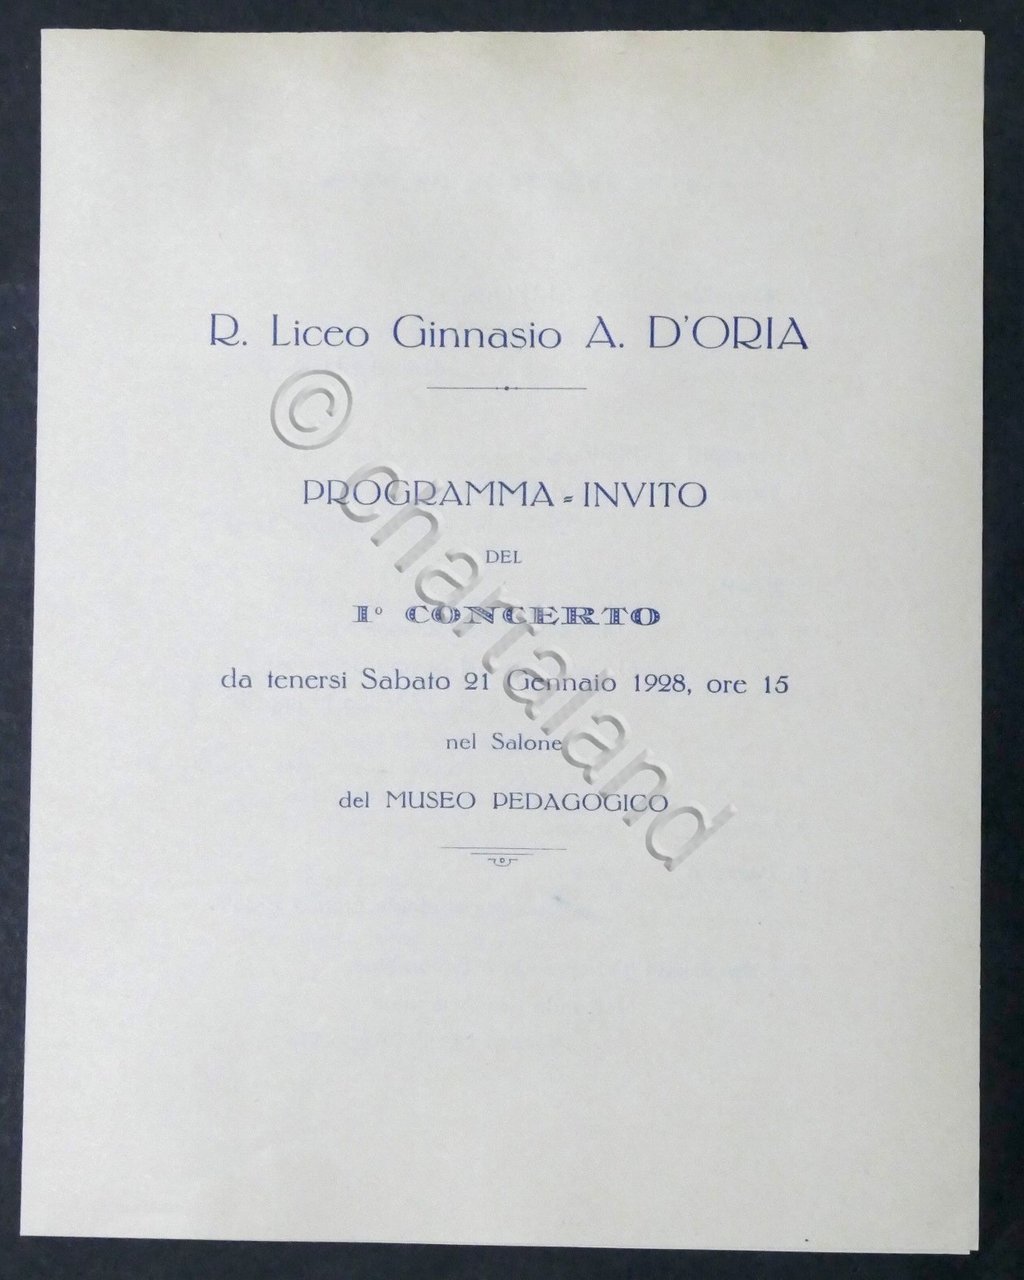 R. Liceo Ginnasio A. D'ORIA
PROGRAMMA = INVITO
DEL
I° CONCERTO
da tenersi Sabato 21 Gennaio 1928, ore 15
nel Salone
del MUSEO PEDAGOGICO
© chartaland